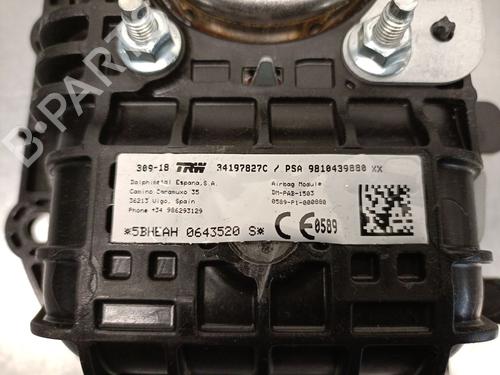 B-PARTS
309-18 TRW 34197827C / PSA 9810439880 XX
Dalphimetal Espana,S.A.
Camino Caramuxo 35
36213 Vigo, Spain
Phone +34 986293129
Airbag Module
DM-PAB-1503
0589-P1-000080
*5BHEAH 0643520 S*
CE 0589